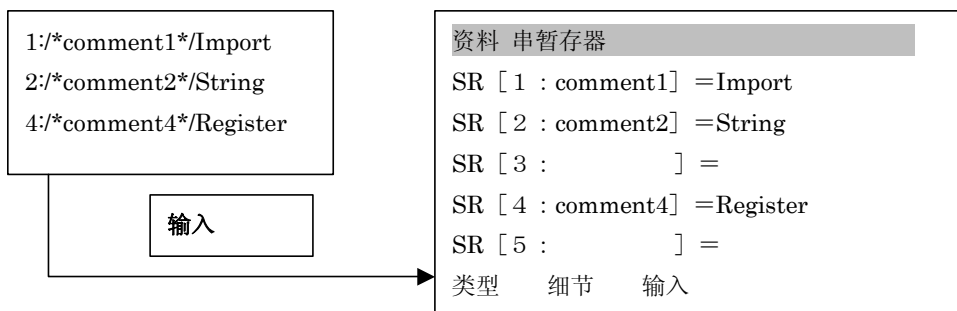 1:/*comment1*/Import
2:/*comment2*/String
4:/*comment4*/Register
输入
资料 串暂存器
SR［１：comment1］＝Import
SR［２：comment2］＝String
SR［３：　　　　］＝
SR［４：comment4］＝Register
SR［５：　　　　］＝
类型　　细节　　输入